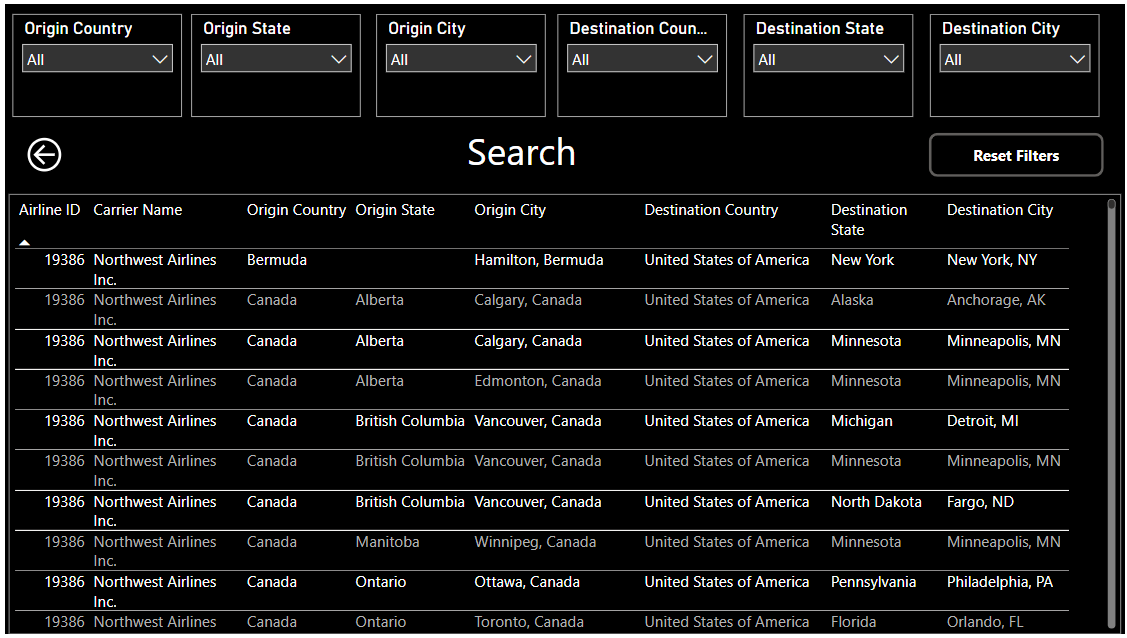 Origin Country Origin State Origin City Destination Coun... Destination State Destination City
All All All All All All
Search Reset Filters
Airline ID Carrier Name Origin Country Origin State Origin City Destination Country Destination Destination City
State
19386 Northwest Airlines Bermuda Hamilton, Bermuda United States of America New York New York, NY
Inc.
19386 Northwest Airlines Canada Alberta Calgary, Canada United States of America Alaska Anchorage, AK
Inc.
19386 Northwest Airlines Canada Alberta Calgary, Canada United States of America Minnesota Minneapolis, MN
Inc.
19386 Northwest Airlines Canada Alberta Edmonton, Canada United States of America Minnesota Minneapolis, MN
Inc.
19386 Northwest Airlines Canada British Columbia Vancouver, Canada United States of America Michigan Detroit, MI
Inc.
19386 Northwest Airlines Canada British Columbia Vancouver, Canada United States of America Minnesota Minneapolis, MN
Inc.
19386 Northwest Airlines Canada British Columbia Vancouver, Canada United States of America North Dakota Fargo, ND
Inc.
19386 Northwest Airlines Canada Manitoba Winnipeg, Canada United States of America Minnesota Minneapolis, MN
Inc.
19386 Northwest Airlines Canada Ontario Ottawa, Canada United States of America Pennsylvania Philadelphia, PA
Inc.
19386 Northwest Airlines Canada Ontario Toronto, Canada United States of America Florida Orlando, FL